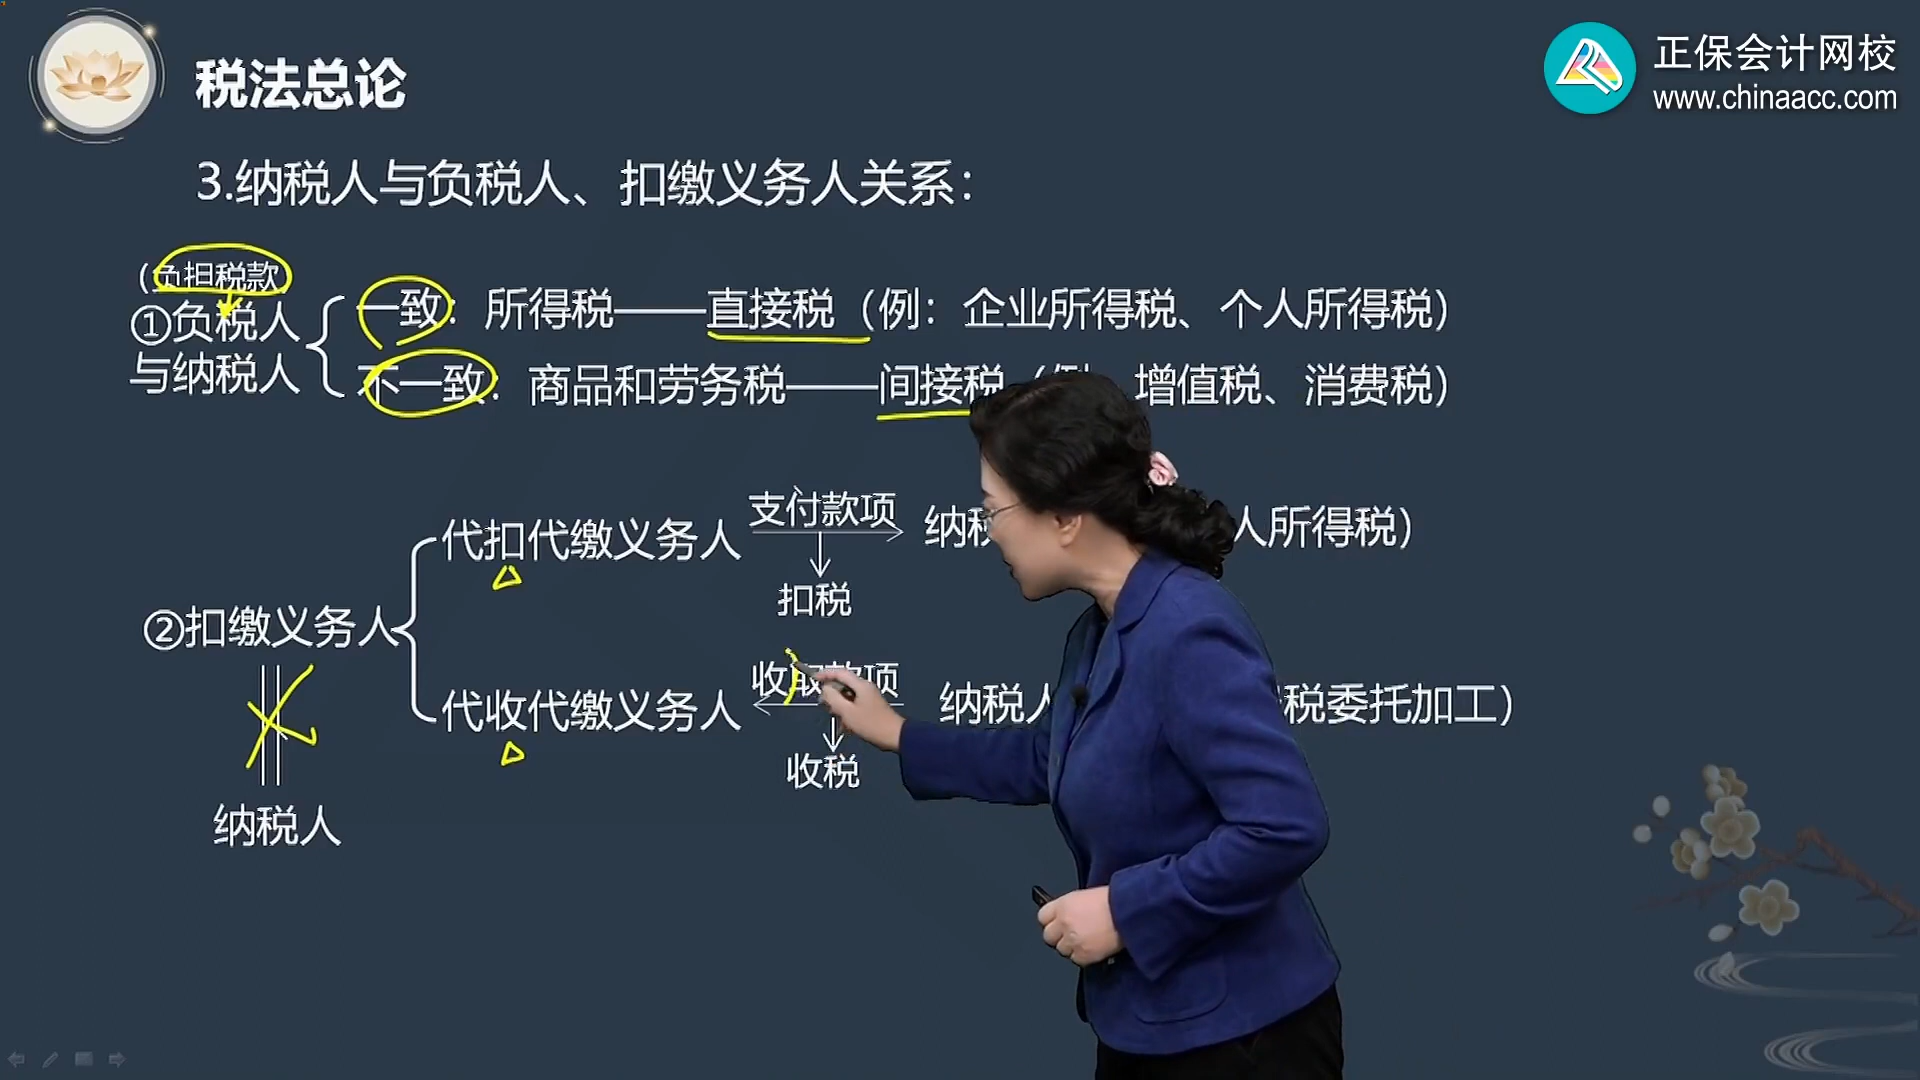 税法总论
正保会计网校
www.chinaacc.com
3.纳税人与负税人、扣缴义务人关系：
(负担税款
①负税人
与纳税人
一致：所得税——直接税（例：企业所得税、个人所得税）
不一致：商品和劳务税——间接税（例 增值税、消费税）
代扣代缴义务人 支付款项 纳税 人所得税）
扣税
②扣缴义务人
代收代缴义务人 收取款项 纳税人 税委托加工）
收税
纳税人